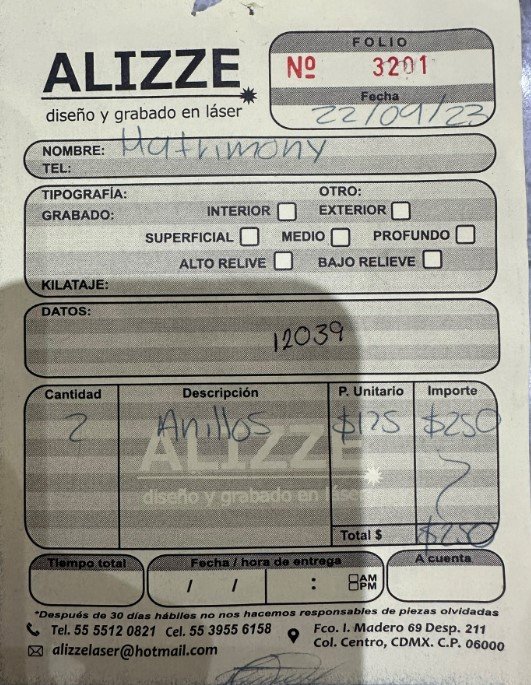 ALIZZE
diseño y grabado en láser
FOLIO
Nº 3201
Fecha
22/09/23
NOMBRE: Matrimony
TEL:
TIPOGRAFÍA: OTRO:
GRABADO: INTERIOR EXTERIOR
SUPERFICIAL MEDIO PROFUNDO
ALTO RELIVE BAJO RELIEVE
KILATAJE:
DATOS:
12039
Cantidad Descripción P. Unitario Importe
2 Anillos $125 $250
ALIZZE
diseño y grabado en láser
Total $ $250
Tiempo total Fecha / hora de entrega A cuenta
/ / : AM PM
*Después de 30 días hábiles no nos hacemos responsables de piezas olvidadas
Tel. 55 5512 0821 Cel. 55 3955 6158
alizzelaser@hotmail.com
Fco. I. Madero 69 Desp. 211
Col. Centro, CDMX. C.P. 06000